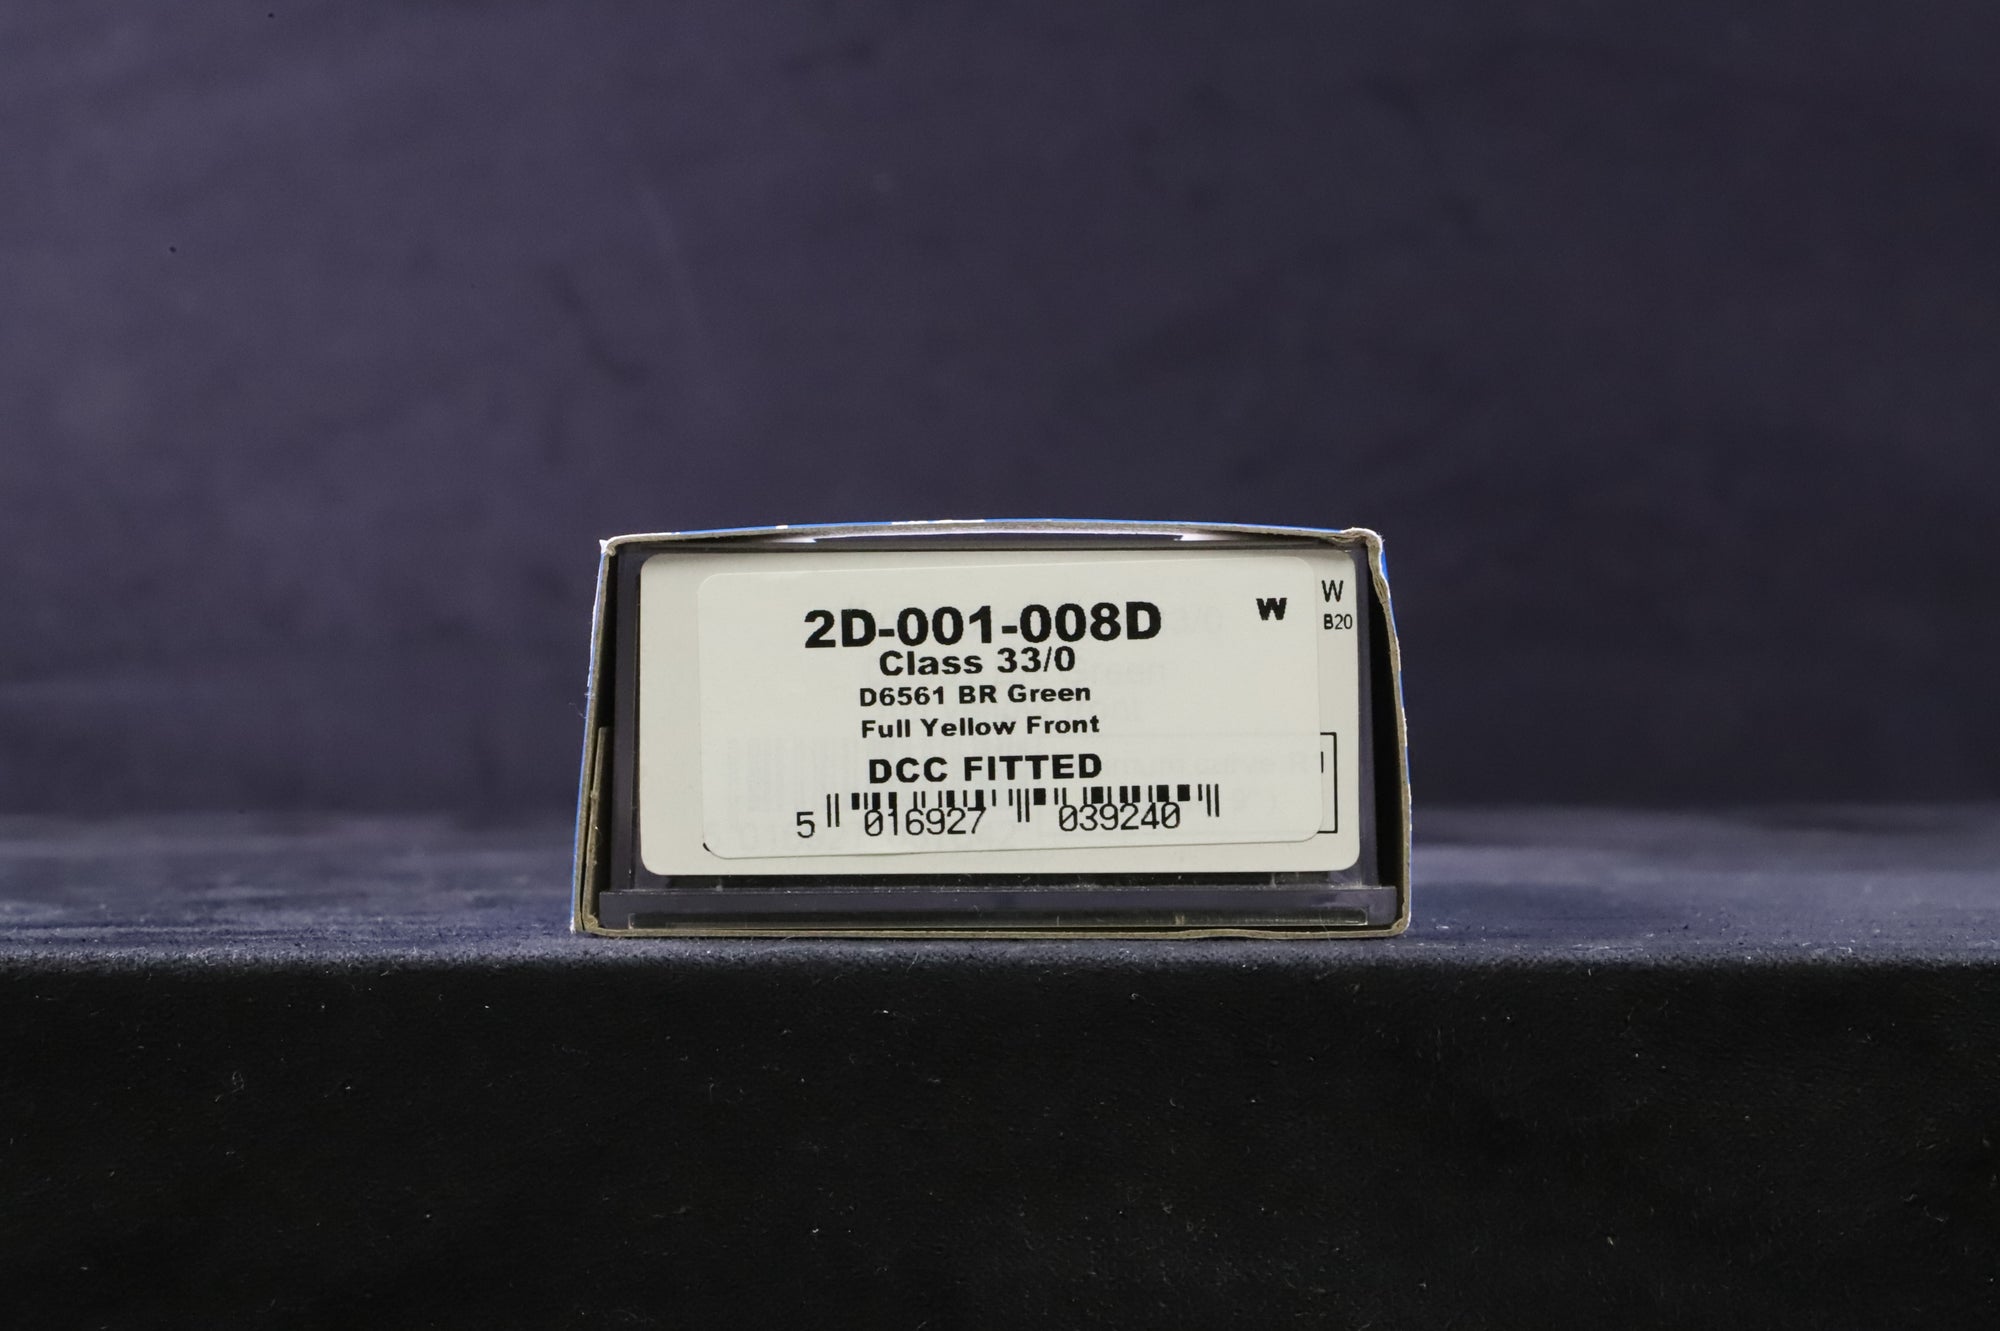 2D-001-008D
W
W
B20
Class 33/0
D6561 BR Green
Full Yellow Front
DCC FITTED
5 016927 039240